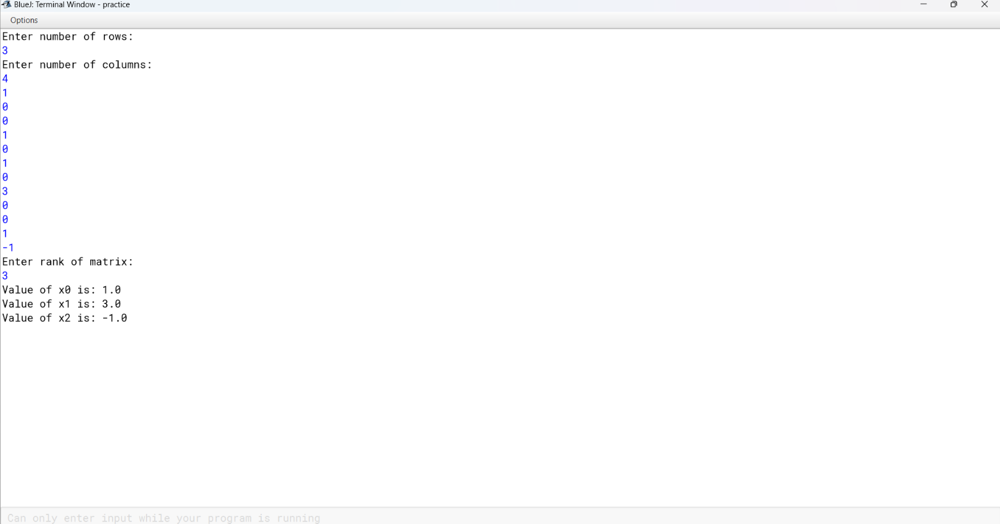 BlueJ: Terminal Window - practice
Options
Enter number of rows:
3
Enter number of columns:
4
1
0
0
1
0
1
0
3
0
0
1
-1
Enter rank of matrix:
3
Value of x0 is: 1.0
Value of x1 is: 3.0
Value of x2 is: -1.0
Can only enter input while your program is running